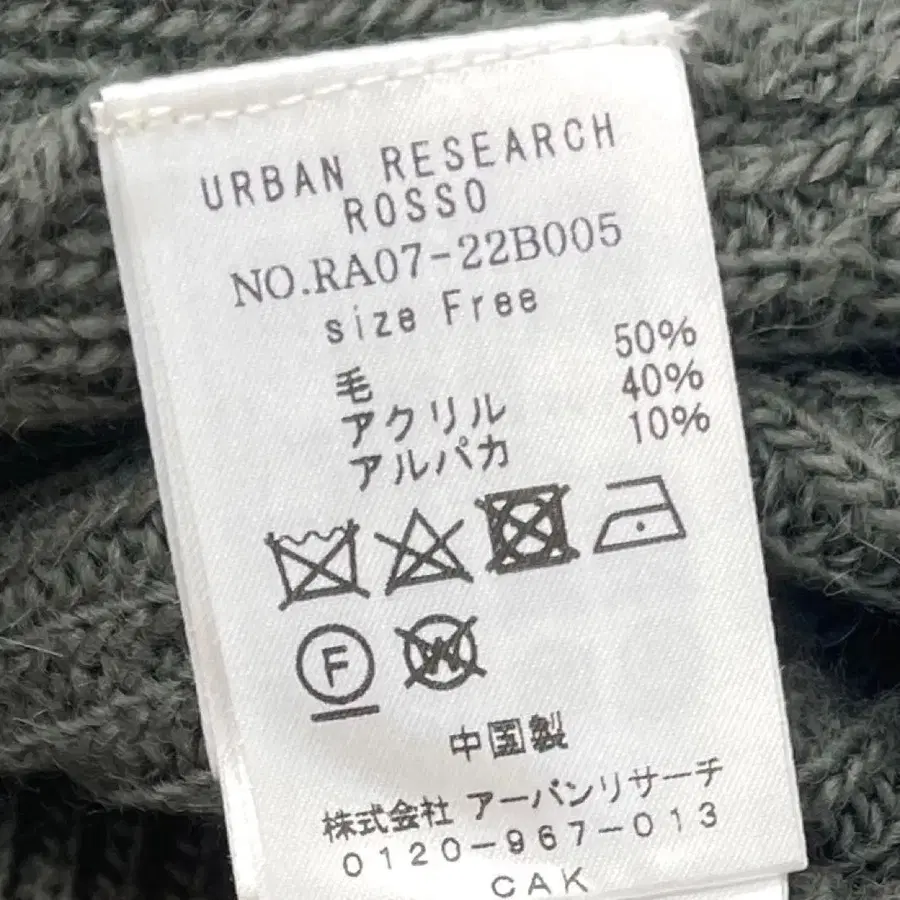 URBAN RESEARCH
ROSSO
NO.RA07-22B005
size Free
毛 50%
アクリル 40%
アルパカ 10%
F W
中国製
株式会社 アーバンリサーチ
0120-967-013
CAK